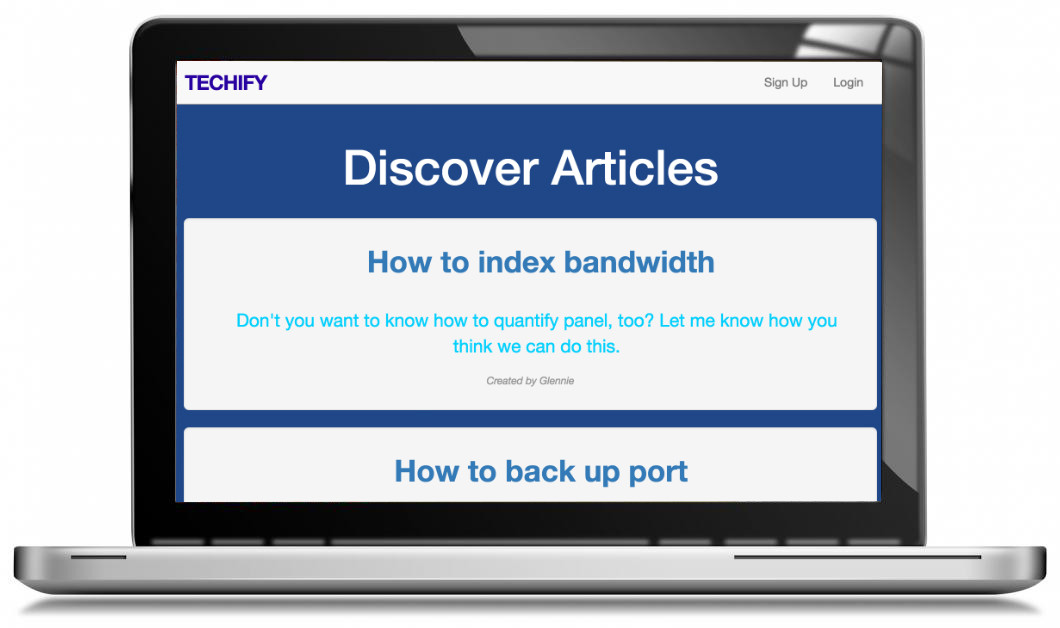 TECHIFY
Sign Up Login
Discover Articles
How to index bandwidth
Don't you want to know how to quantify panel, too? Let me know how you
think we can do this.
Created by Glennie
How to back up port